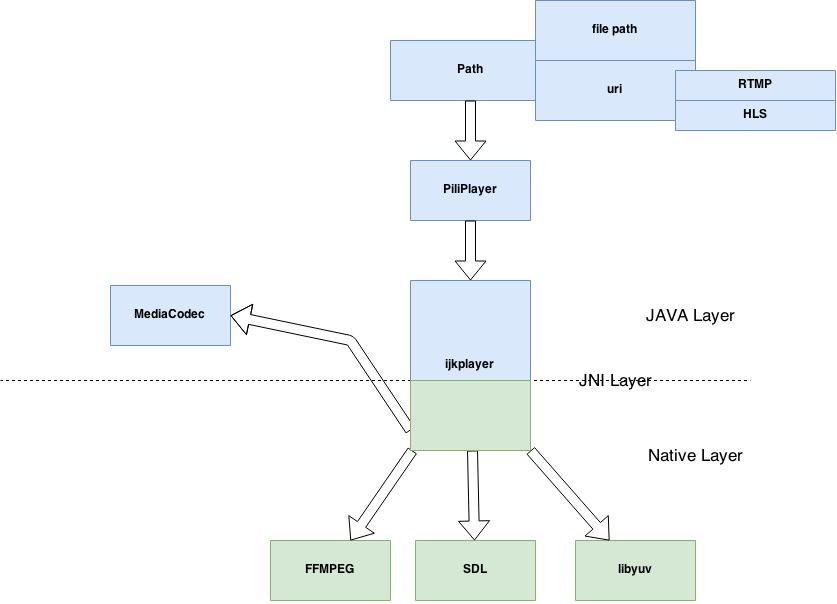 file path
Path
uri
RTMP
HLS
PiliPlayer
MediaCodec
JAVA Layer
ijkplayer
JNI Layer
Native Layer
FFMPEG
SDL
libyuv